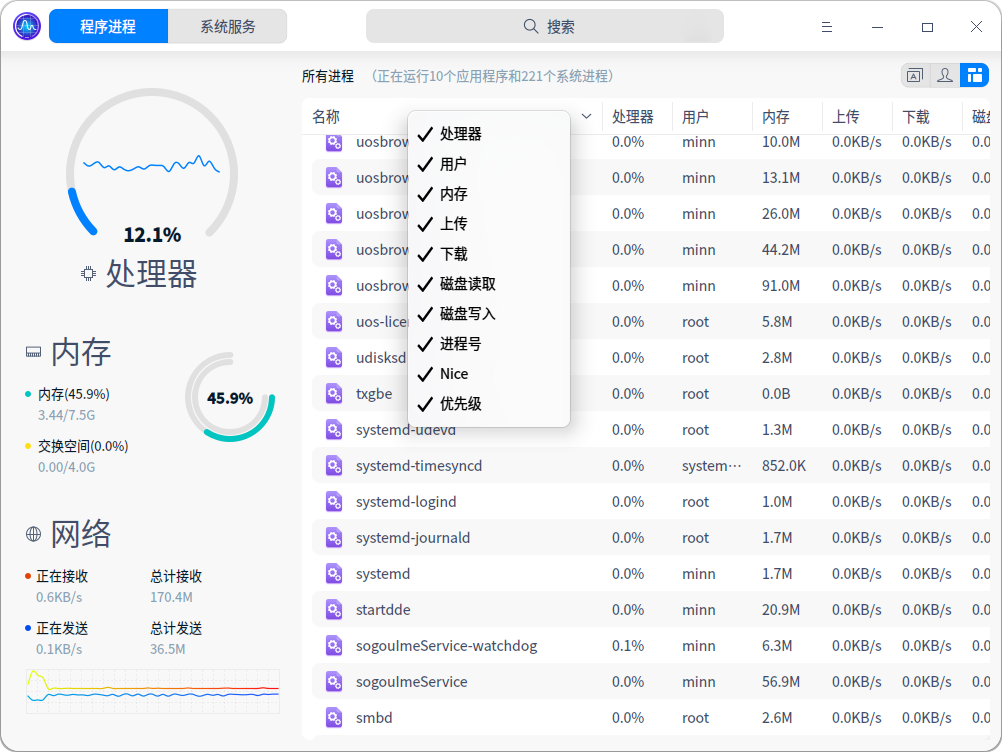 程序进程 系统服务 搜索
所有进程 （正在运行10个应用程序和221个系统进程）
12.1%
处理器
内存
内存(45.9%)
3.44/7.5G
交换空间(0.0%)
0.00/4.0G
45.9%
网络
正在接收 总计接收
0.6KB/s 170.4M
正在发送 总计发送
0.1KB/s 36.5M
名称 处理器 用户 内存 上传 下载 磁盘
uosbrow 0.0% minn 10.0M 0.0KB/s 0.0KB/s 0.0
uosbrow 0.0% minn 13.1M 0.0KB/s 0.0KB/s 0.0
uosbrow 0.0% minn 26.0M 0.0KB/s 0.0KB/s 0.0
uosbrow 0.0% minn 44.2M 0.0KB/s 0.0KB/s 0.0
uosbrow 0.0% minn 91.0M 0.0KB/s 0.0KB/s 0.0
uos-licer 0.0% root 5.8M 0.0KB/s 0.0KB/s 0.0
udisksd 0.0% root 2.8M 0.0KB/s 0.0KB/s 0.0
txgbe 0.0% root 0.0B 0.0KB/s 0.0KB/s 0.0
systemd-udevd 0.0% root 1.3M 0.0KB/s 0.0KB/s 0.0
systemd-timesyncd 0.0% system··· 852.0K 0.0KB/s 0.0KB/s 0.0
systemd-logind 0.0% root 1.0M 0.0KB/s 0.0KB/s 0.0
systemd-journald 0.0% root 1.7M 0.0KB/s 0.0KB/s 0.0
systemd 0.0% minn 1.7M 0.0KB/s 0.0KB/s 0.0
startdde 0.0% minn 20.9M 0.0KB/s 0.0KB/s 0.0
sogouImeService-watchdog 0.1% minn 6.3M 0.0KB/s 0.0KB/s 0.0
sogouImeService 0.0% minn 56.9M 0.0KB/s 0.0KB/s 0.0
smbd 0.0% root 2.6M 0.0KB/s 0.0KB/s 0.0
处理器
用户
内存
上传
下载
磁盘读取
磁盘写入
进程号
Nice
优先级